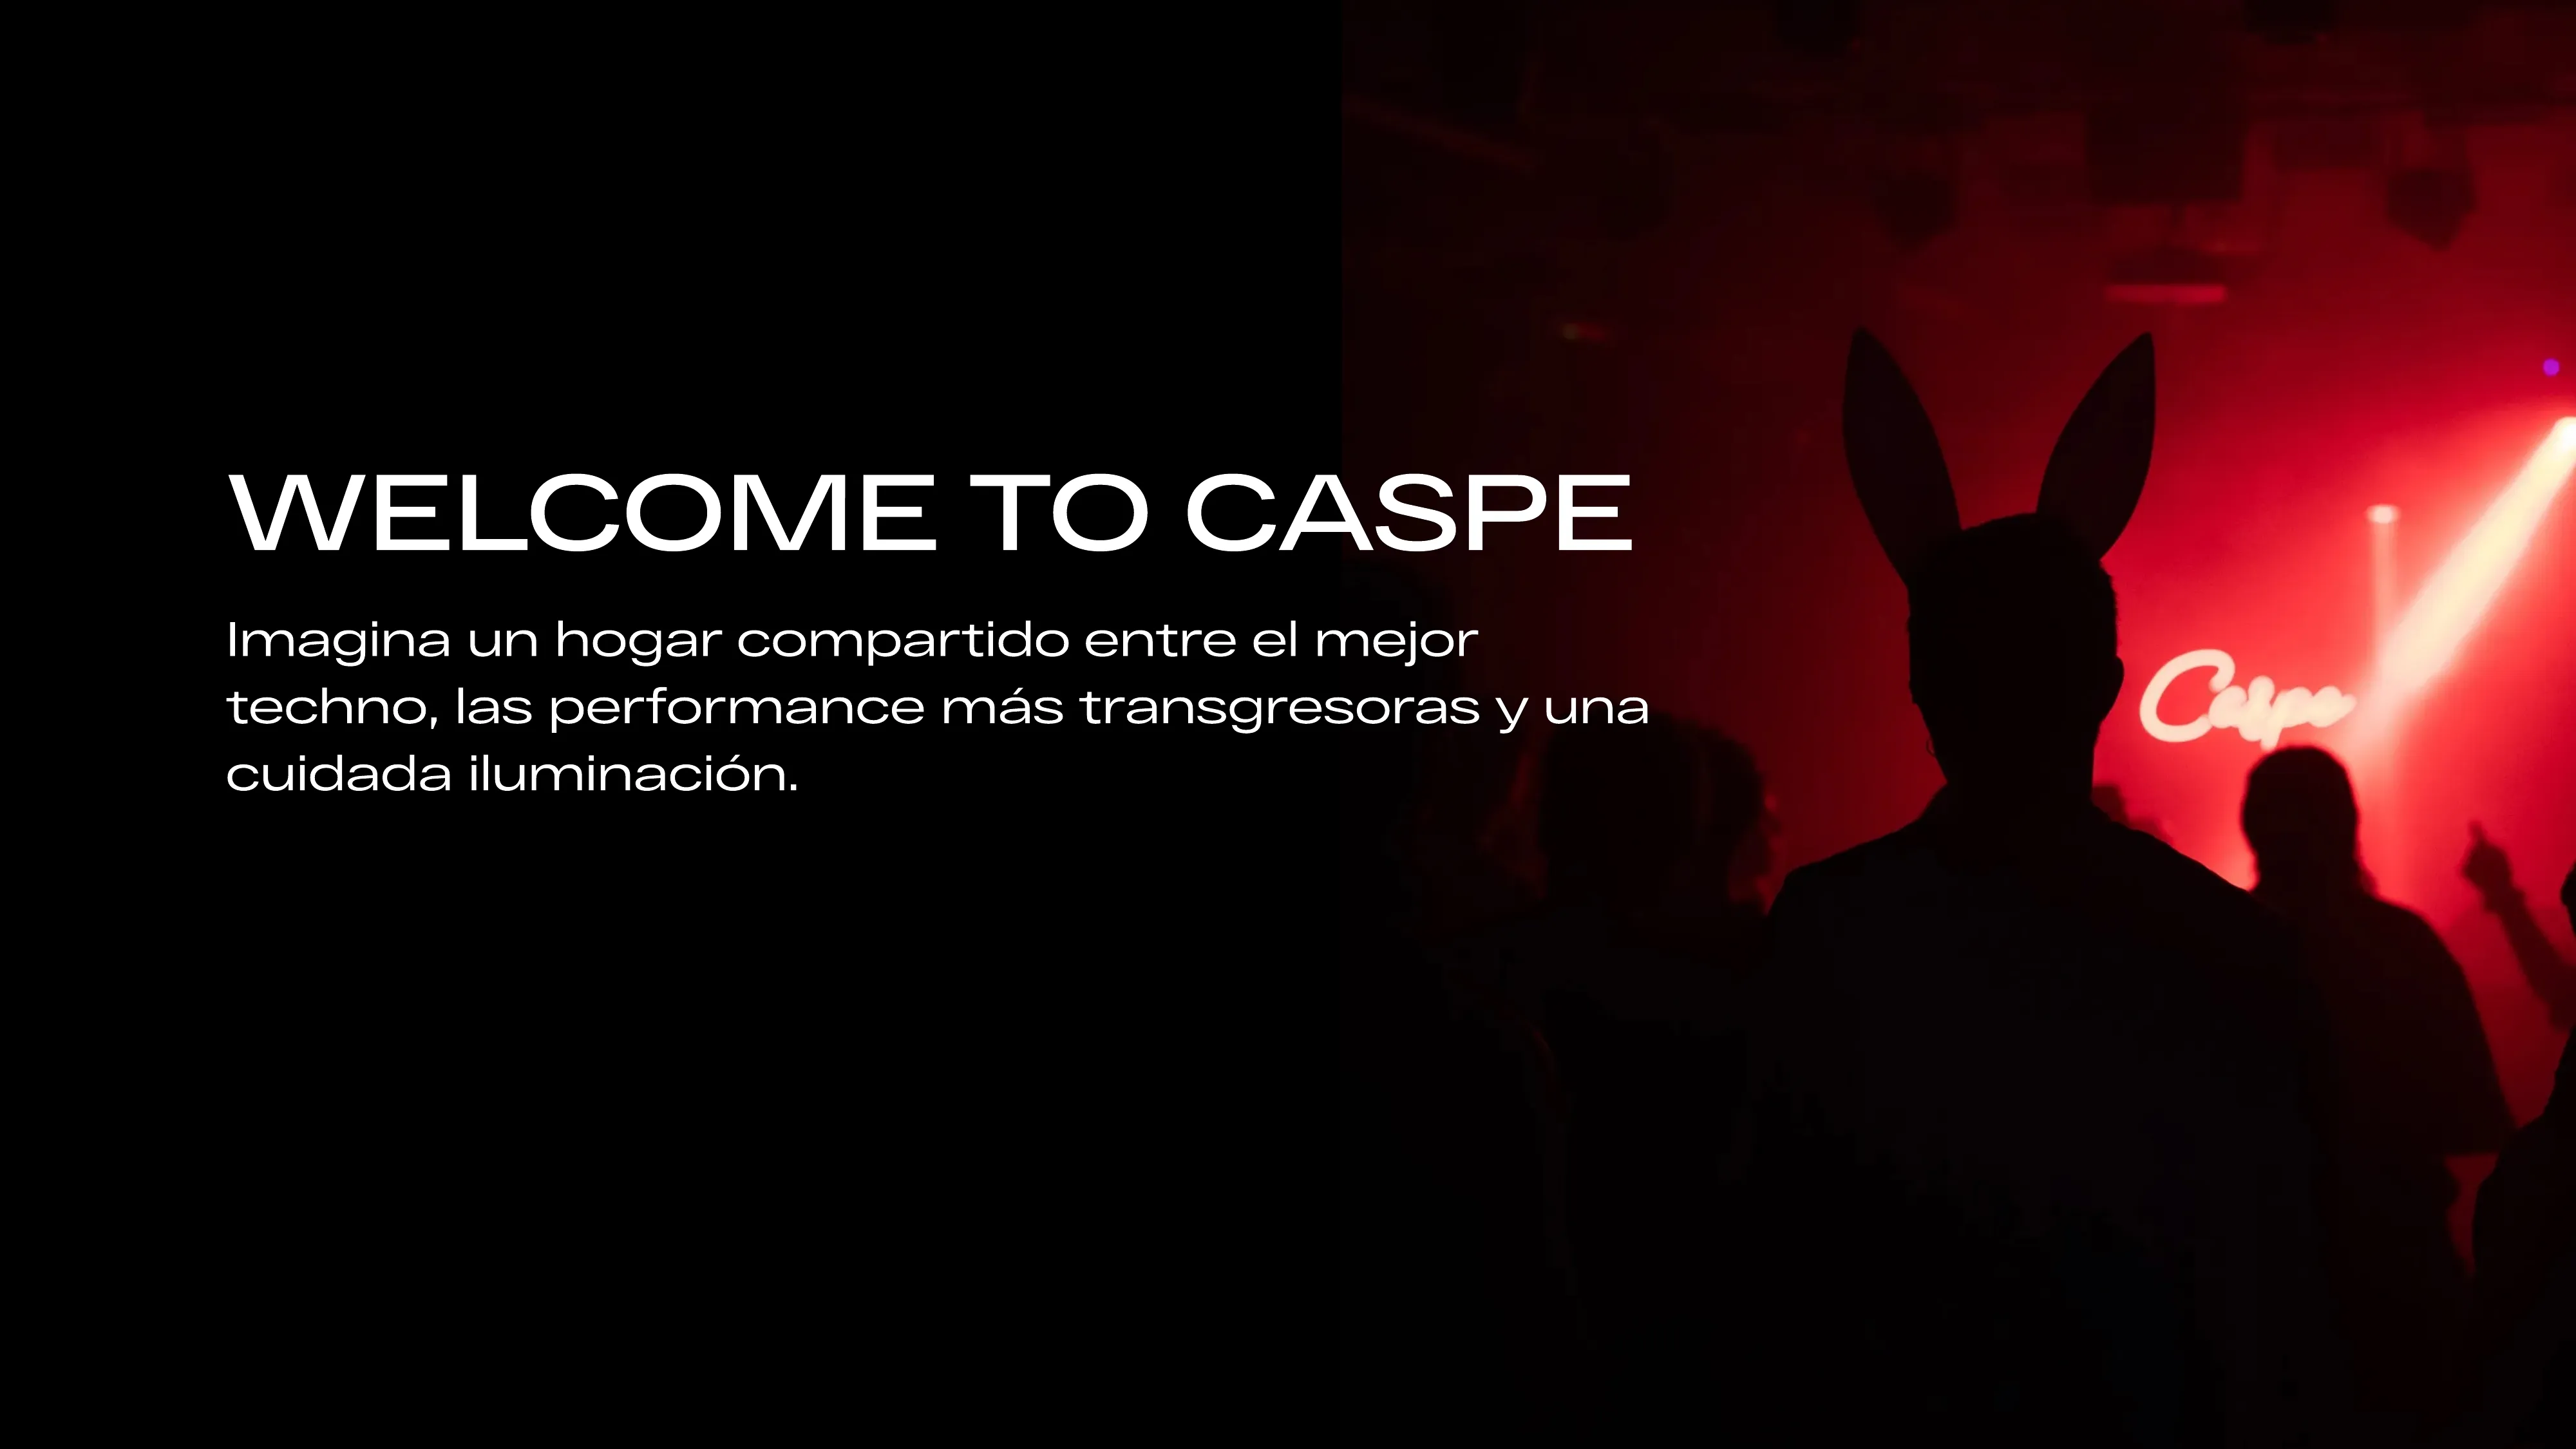 WELCOME TO CASPE
Imagina un hogar compartido entre el mejor
techno, las performance más transgresoras y una
cuidada iluminación.
Caspe